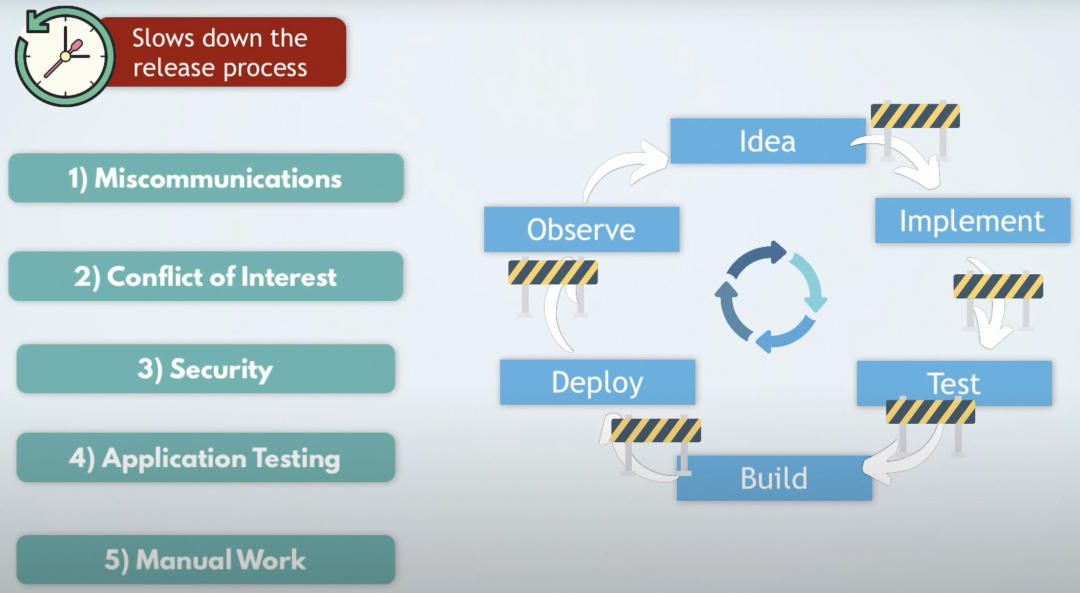 Slows down the
release process
1) Miscommunications
2) Conflict of Interest
3) Security
4) Application Testing
5) Manual Work
Idea
Implement
Test
Build
Deploy
Observe